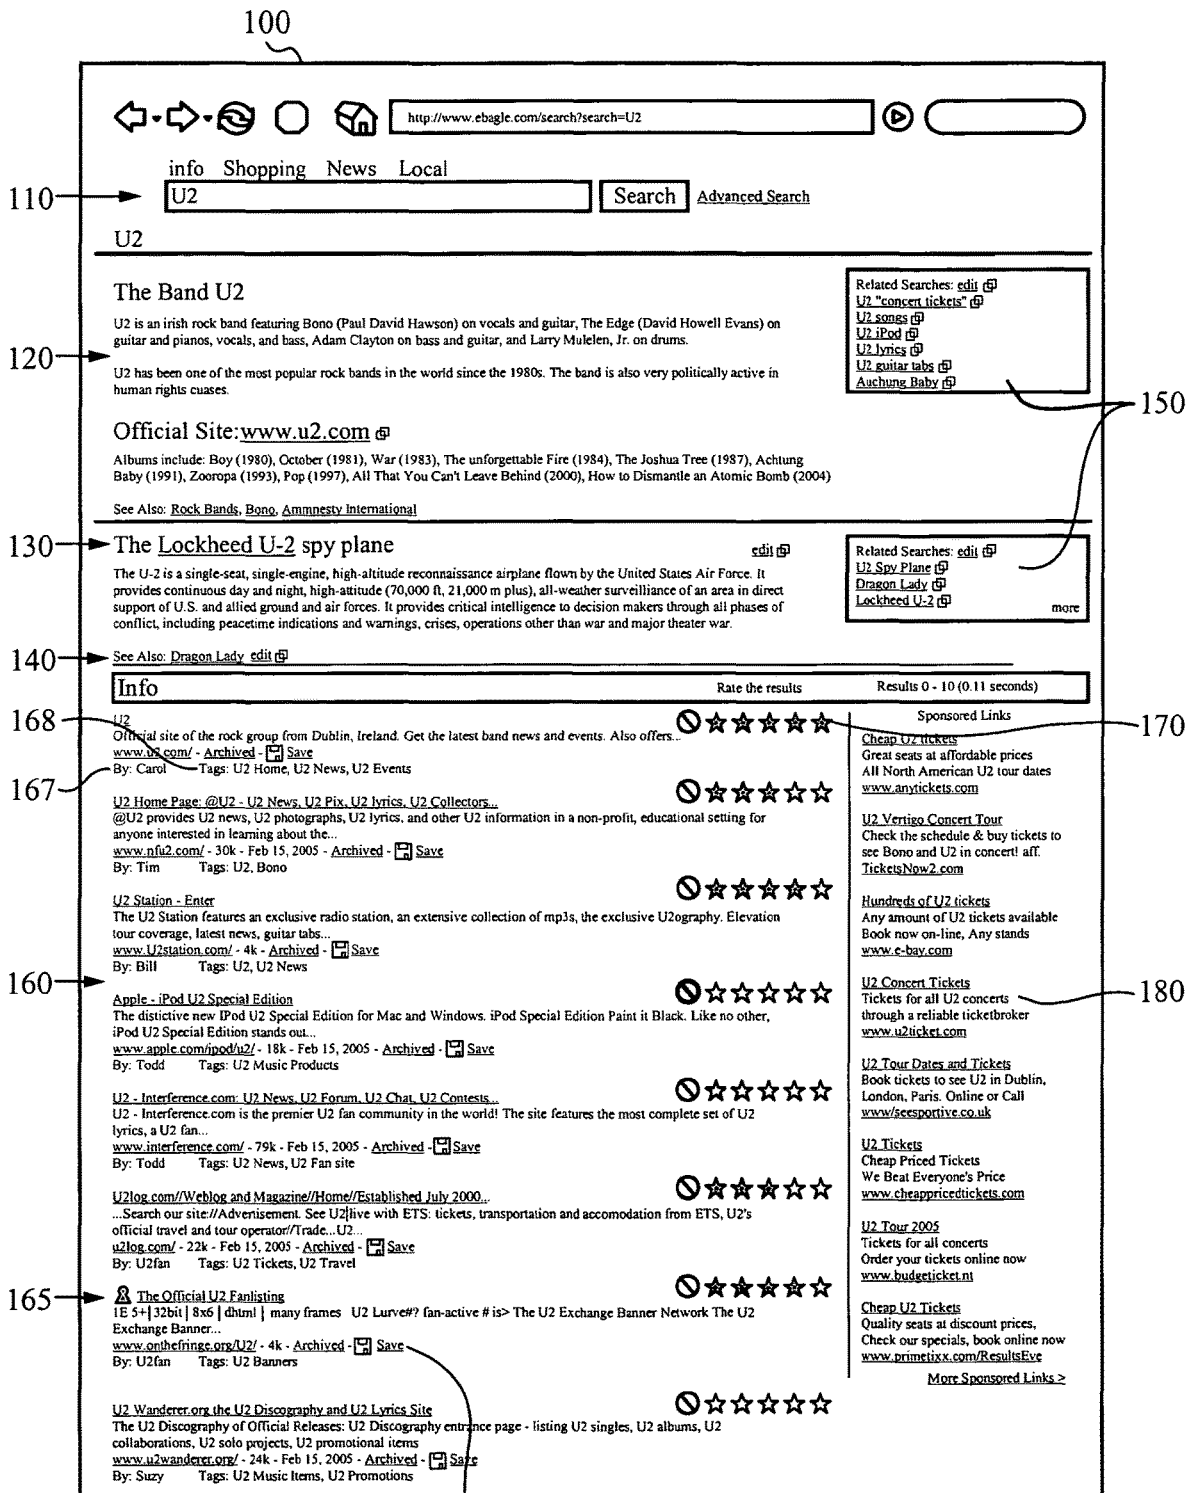 100
http://www.ebagle.com/search?search=U2
info Shopping News Local
110
U2
Search Advanced Search
U2
The Band U2
U2 is an irish rock band featuring Bono (Paul David Hawson) on vocals and guitar, The Edge (David Howell Evans) on
guitar and pianos, vocals, and bass, Adam Clayton on bass and guitar, and Larry Mulelen, Jr. on drums.
120
U2 has been one of the most popular rock bands in the world since the 1980s. The band is also very politically active in
human rights cuases.
Related Searches: edit
U2 "concert tickets"
U2 songs
U2 iPod
U2 lyrics
U2 guitar tabs
Auchung Baby
150
Official Site:www.u2.com
Albums include: Boy (1980), October (1981), War (1983), The unforgettable Fire (1984), The Joshua Tree (1987), Achtung
Baby (1991), Zooropa (1993), Pop (1997), All That You Can't Leave Behind (2000), How to Dismantle an Atomic Bomb (2004)
See Also: Rock Bands, Bono, Ammnesty International
130
The Lockheed U-2 spy plane edit
The U-2 is a single-seat, single-engine, high-altitude reconnaissance airplane flown by the United States Air Force. It
provides continuous day and night, high-attitude (70,000 ft, 21,000 m plus), all-weather surveilliance of an area in direct
support of U.S. and allied ground and air forces. It provides critical intelligence to decision makers through all phases of
conflict, including peacetime indications and warnings, crises, operations other than war and major theater war.
Related Searches: edit
U2 Spy Plane
Dragon Lady
Lockheed U-2
more
140
See Also: Dragon Lady edit
Info Rate the results Results 0 - 10 (0.11 seconds)
168
U2
Official site of the rock group from Dublin, Ireland. Get the latest band news and events. Also offers...
www.u2.com/ - Archived - Save
By: Carol Tags: U2 Home, U2 News, U2 Events
167
170
U2 Home Page: @U2 - U2 News, U2 Pix, U2 lyrics, U2 Collectors...
@U2 provides U2 news, U2 photographs, U2 lyrics, and other U2 information in a non-profit, educational setting for
anyone interested in learning about the...
www.nfu2.com/ - 30k - Feb 15, 2005 - Archived - Save
By: Tim Tags: U2, Bono
U2 Station - Enter
The U2 Station features an exclusive radio station, an extensive collection of mp3s, the exclusive U2ography. Elevation
tour coverage, latest news, guitar tabs...
www.U2station.com/ - 4k - Archived - Save
By: Bill Tags: U2, U2 News
160
Apple - iPod U2 Special Edition
The distictive new IPod U2 Special Edition for Mac and Windows. iPod Special Edition Paint it Black. Like no other,
iPod U2 Special Edition stands out...
www.apple.com/ipod/u2/ - 18k - Feb 15, 2005 - Archived - Save
By: Todd Tags: U2 Music Products
U2 - Interference.com: U2 News, U2 Forum, U2 Chat, U2 Contests...
U2 - Interference.com is the premier U2 fan community in the world! The site features the most complete set of U2
lyrics, a U2 fan...
www.interference.com/ - 79k - Feb 15, 2005 - Archived - Save
By: Todd Tags: U2 News, U2 Fan site
U2log.com//Weblog and Magazine//Home//Established July 2000...
...Search our site://Advertisement. See U2|live with ETS: tickets, transportation and accomodation from ETS, U2's
official travel and tour operator//Trade...U2...
u2log.com/ - 22k - Feb 15, 2005 - Archived - Save
By: U2fan Tags: U2 Tickets, U2 Travel
165
The Official U2 Fanlisting
1E 5+| 32bit | 8x6 | dhtml | many frames U2 Lurve#? fan-active # is> The U2 Exchange Banner Network The U2
Exchange Banner...
www.onthefringe.org/U2/ - 4k - Archived - Save
By: U2fan Tags: U2 Banners
U2 Wanderer.org the U2 Discography and U2 Lyrics Site
The U2 Discography of Official Releases: U2 Discography entrance page - listing U2 singles, U2 albums, U2
collaborations, U2 solo projects, U2 promotional items
www.u2wanderer.org/ - 24k - Feb 15, 2005 - Archived - Save
By: Suzy Tags: U2 Music Items, U2 Promotions
Sponsored Links
Cheap U2 tickets
Great seats at affordable prices
All North American U2 tour dates
www.anytickets.com
U2 Vertigo Concert Tour
Check the schedule & buy tickets to
see Bono and U2 in concert! aff.
TicketsNow2.com
Hundreds of U2 tickets
Any amount of U2 tickets available
Book now on-line, Any stands
www.e-bay.com
U2 Concert Tickets
Tickets for all U2 concerts
through a reliable ticketbroker
www.u2ticket.com
180
U2 Tour Dates and Tickets
Book tickets to see U2 in Dublin,
London, Paris. Online or Call
www/seesportive.co.uk
U2 Tickets
Cheap Priced Tickets
We Beat Everyone's Price
www.cheappricedtickets.com
U2 Tour 2005
Tickets for all concerts
Order your tickets online now
www.budgeticket.nt
Cheap U2 Tickets
Quality seats at discount prices,
Check our specials, book online now
www.primetixx.com/ResultsEve
More Sponsored Links >